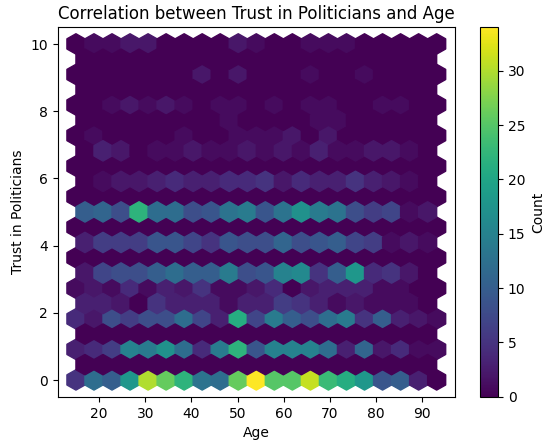 Correlation between Trust in Politicians and Age
10
8
6
4
2
0
Trust in Politicians
20 30 40 50 60 70 80 90
Age
30
25
20
15
10
5
0
Count